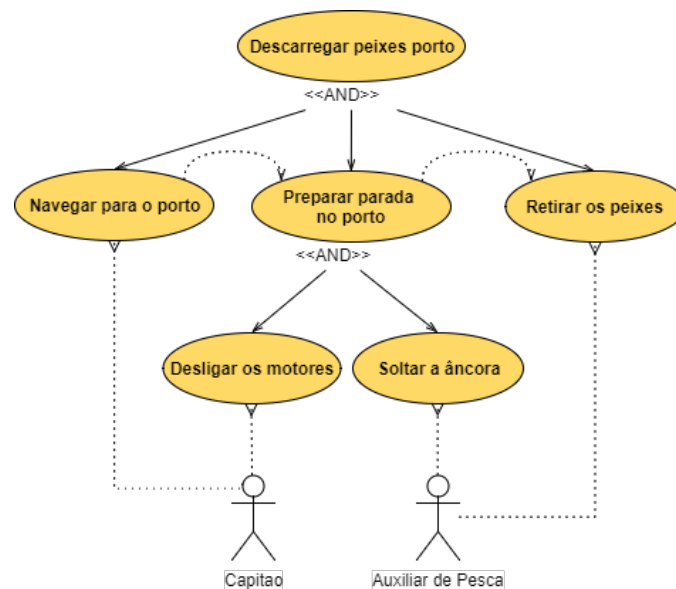 Descarregar peixes porto
<<AND>>
Navegar para o porto
Preparar parada
no porto
Retirar os peixes
<<AND>>
Desligar os motores
Soltar a âncora
Capitao
Auxiliar de Pesca